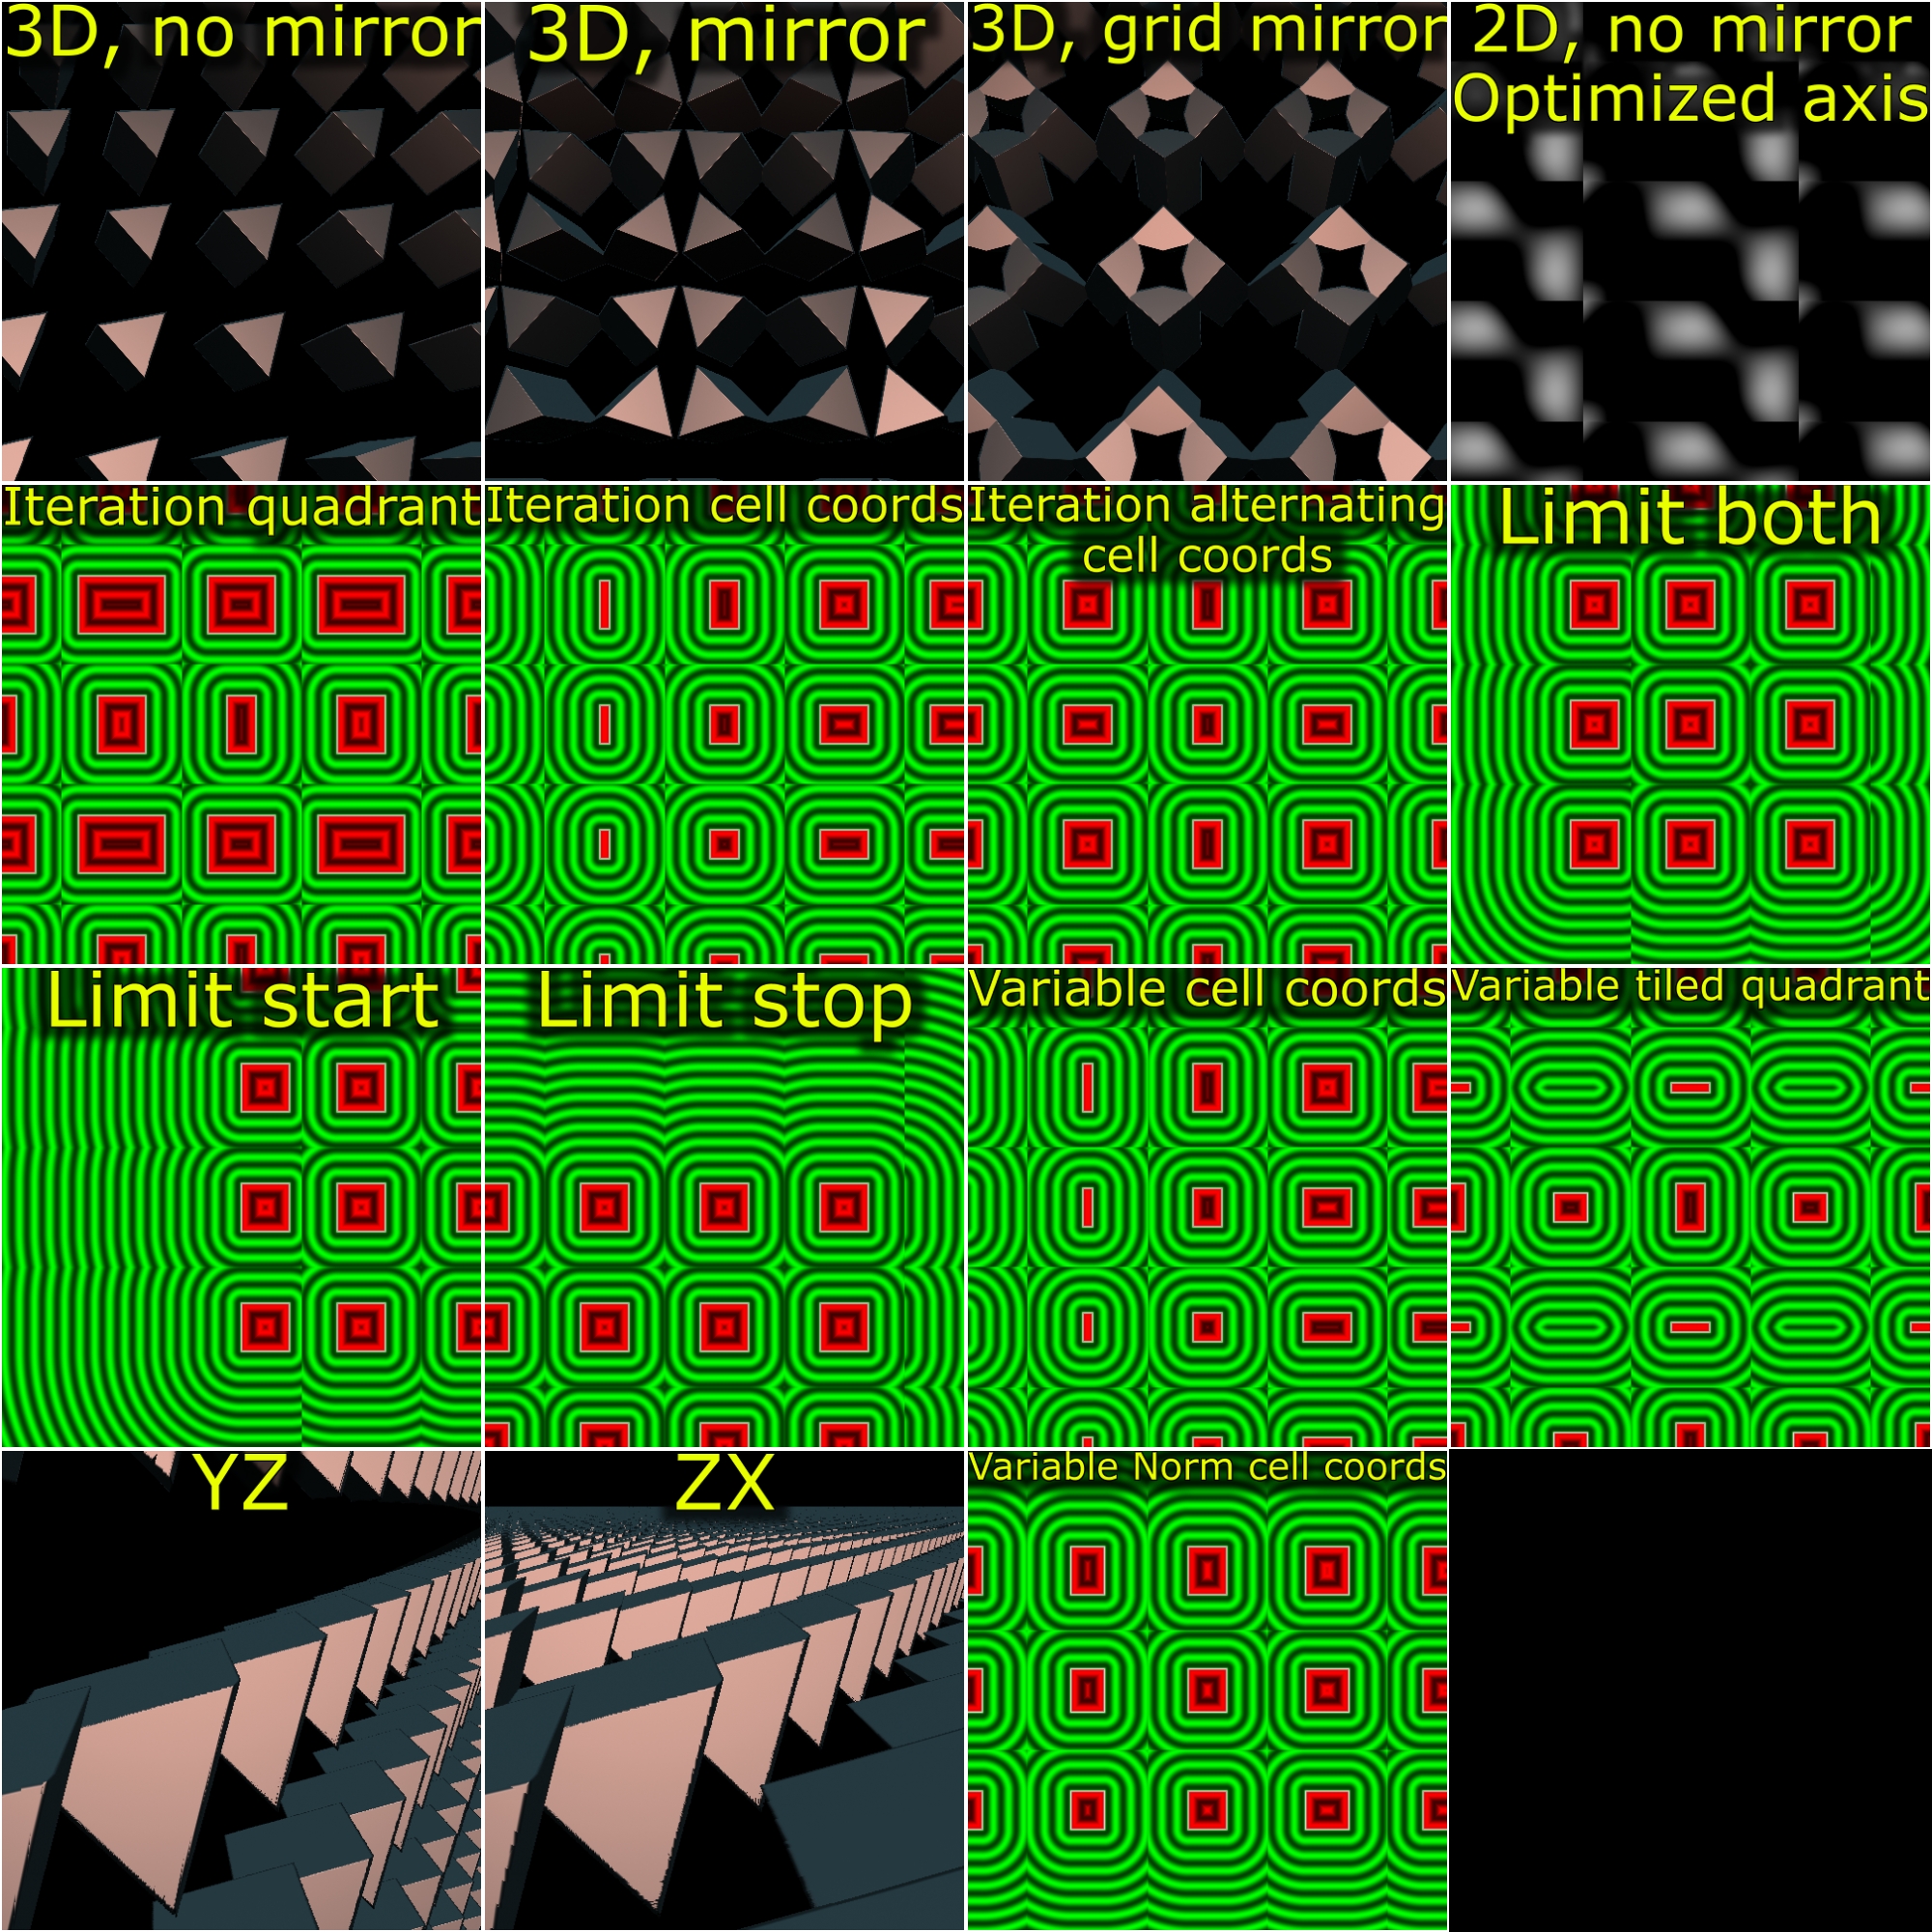 3D, no mirror
3D, mirror
3D, grid mirror
2D, no mirror
Optimized axis
Iteration quadrant
Iteration cell coords
Iteration alternating
cell coords
Limit both
Limit start
Limit stop
Variable cell coords
Variable tiled quadrant
YZ
ZX
Variable Norm cell coords